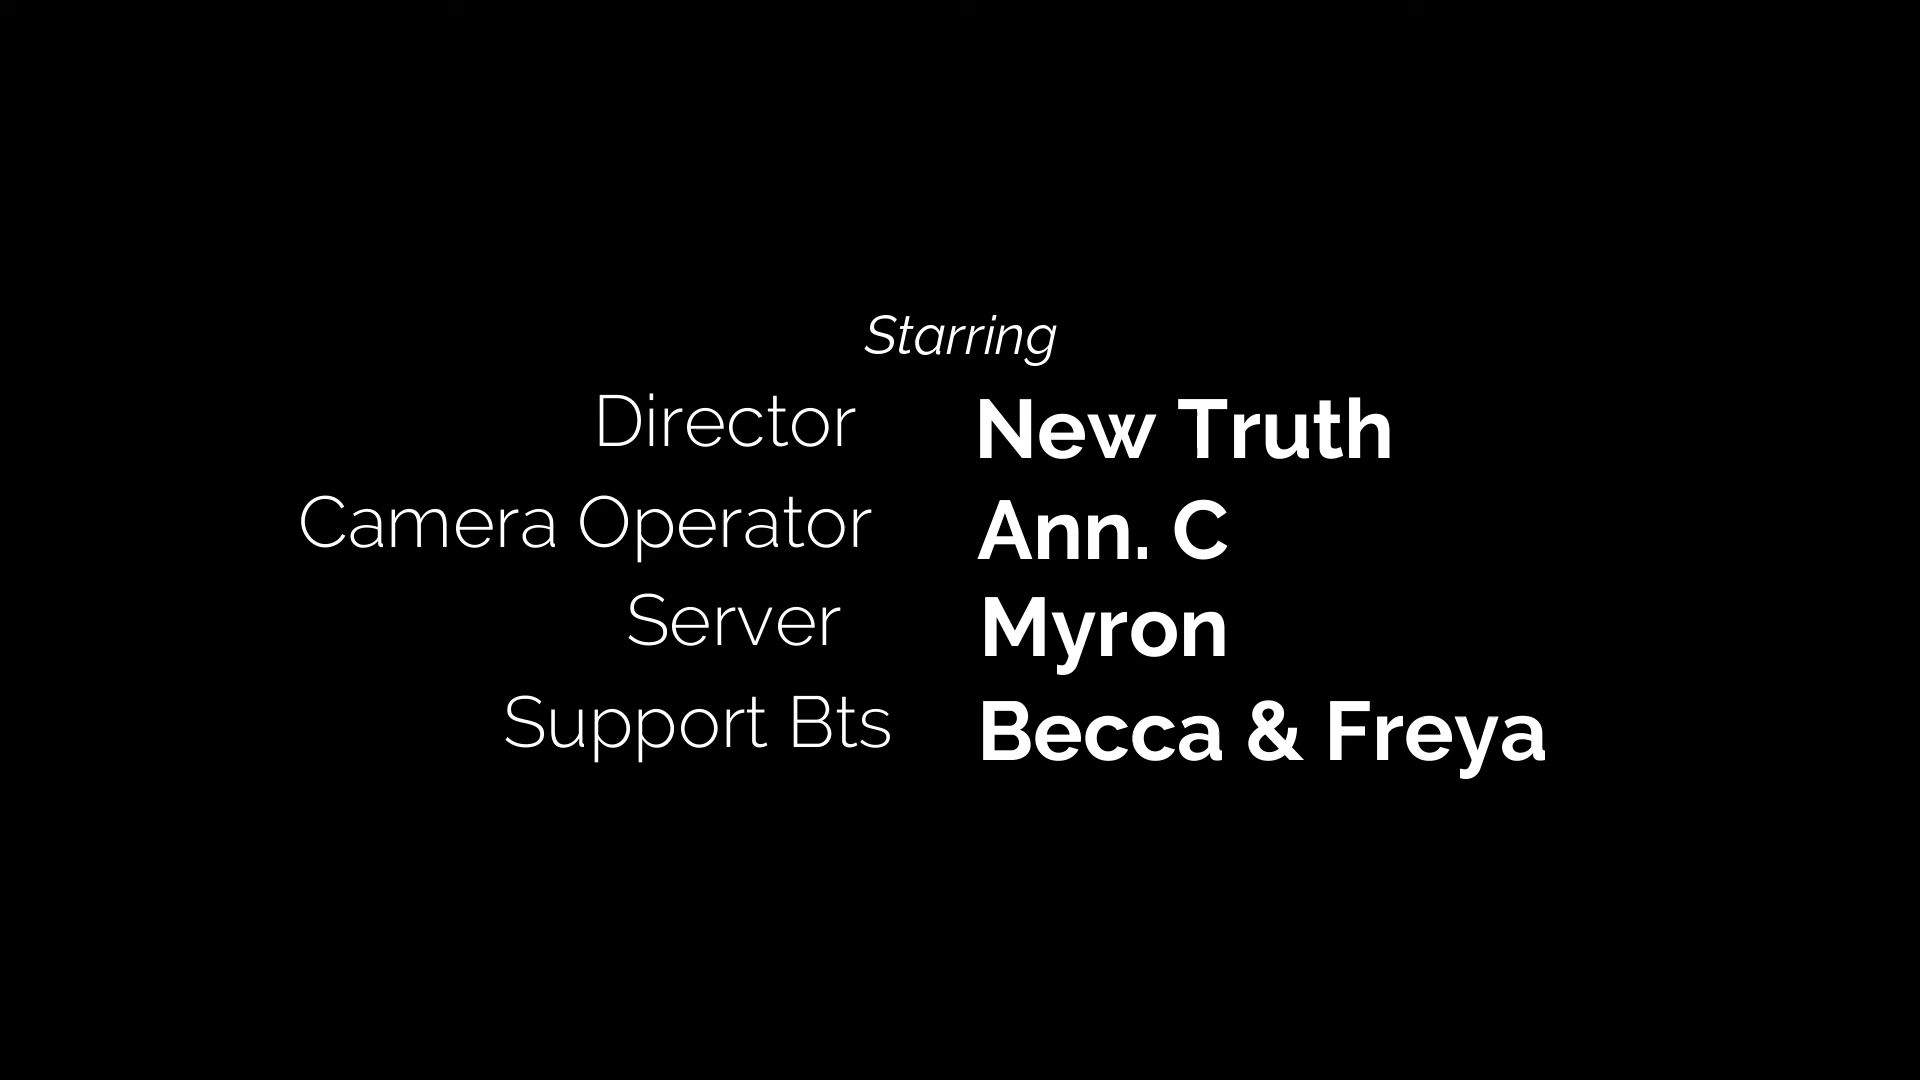 Starring
Director New Truth
Camera Operator Ann. C
Server Myron
Support Bts Becca & Freya